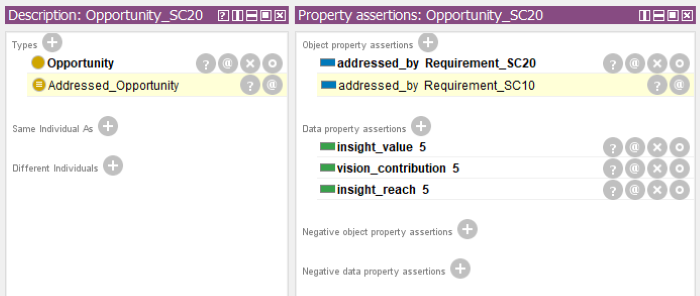 Description: Opportunity_SC20
Types
Opportunity
Addressed_Opportunity
Same Individual As
Different Individuals
Property assertions: Opportunity_SC20
Object property assertions
addressed_by Requirement_SC20
addressed_by Requirement_SC10
Data property assertions
insight_value 5
vision_contribution 5
insight_reach 5
Negative object property assertions
Negative data property assertions